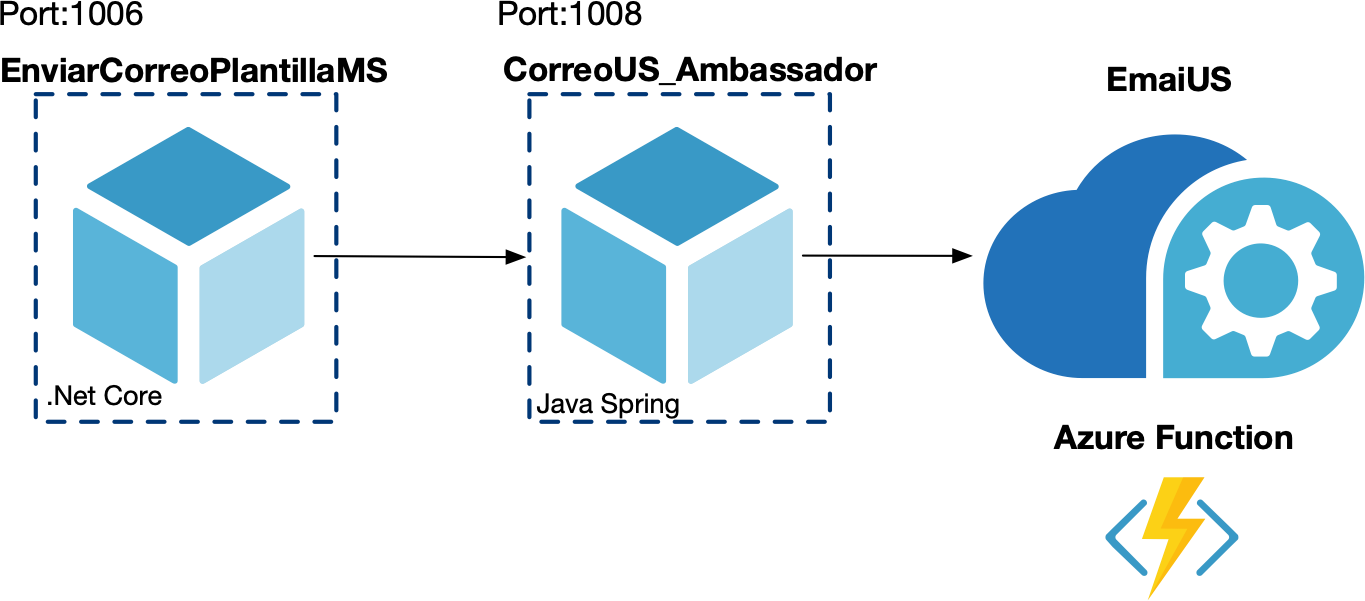 Port:1006
Port:1008
EnviarCorreoPlantillaMS
CorreoUS_Ambassador
EmaiUS
.Net Core
Java Spring
Azure Function